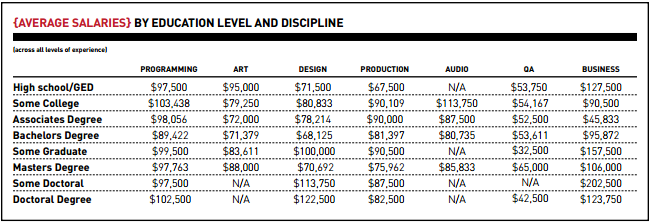 {AVERAGE SALARIES} BY EDUCATION LEVEL AND DISCIPLINE
(across all levels of experience)
PROGRAMMING ART DESIGN PRODUCTION AUDIO QA BUSINESS
High school/GED $97,500 $95,000 $71,500 $67,500 N/A $53,750 $127,500
Some College $103,438 $79,250 $80,833 $90,109 $113,750 $54,167 $90,500
Associates Degree $98,056 $72,000 $78,214 $90,000 $87,500 $52,500 $45,833
Bachelors Degree $89,422 $71,379 $68,125 $81,397 $80,735 $53,611 $95,872
Some Graduate $99,500 $83,611 $100,000 $90,500 N/A $32,500 $157,500
Masters Degree $97,763 $88,000 $70,692 $75,962 $85,833 $65,000 $106,000
Some Doctoral $97,500 N/A $113,750 $87,500 N/A N/A $202,500
Doctoral Degree $102,500 N/A $122,500 $82,500 N/A $42,500 $123,750